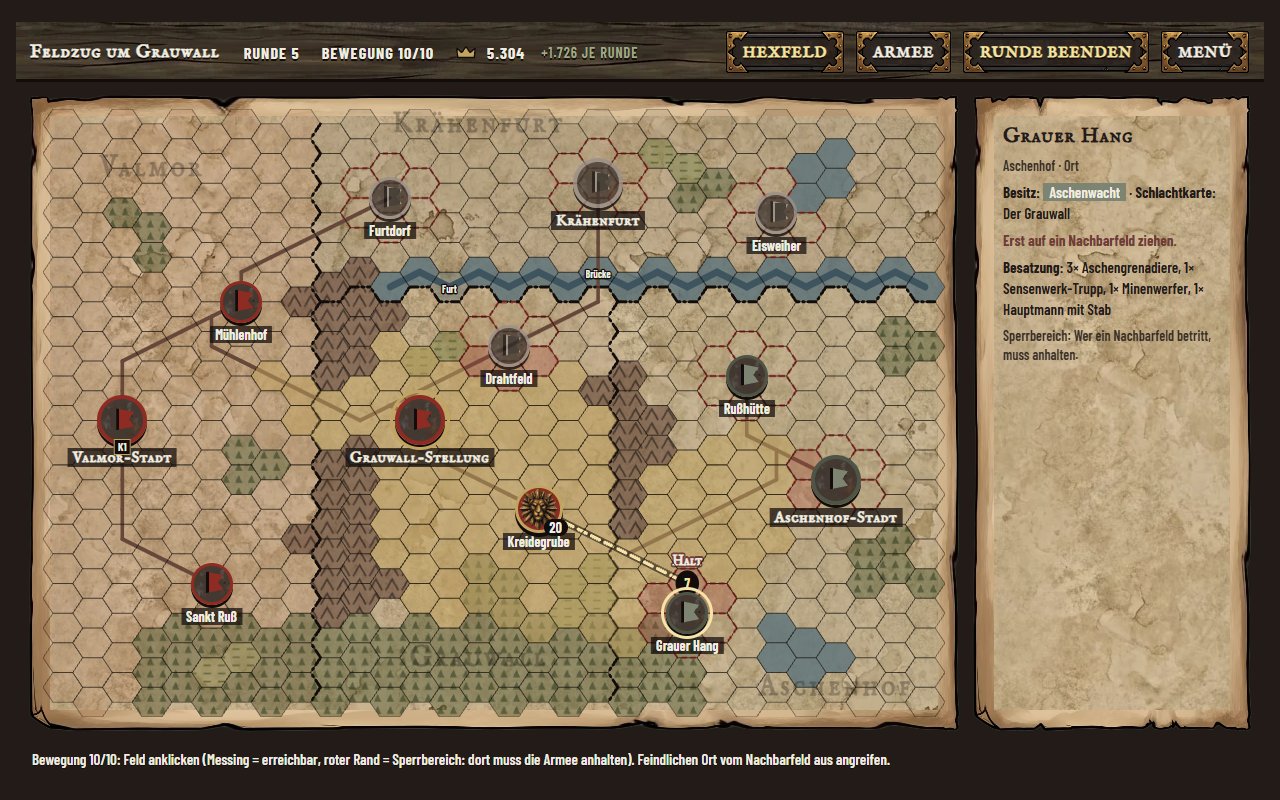 Feldzug um Grauwall
RUNDE 5
BEWEGUNG 10/10
5.304
+1.726 JE RUNDE
HEXFELD
ARMEE
RUNDE BEENDEN
MENÜ
Krähenfurt
Valmor
Furtdorf
Krähenfurt
Eisweiher
Brücke
Furt
Mühlenhof
Drahtfeld
Rußhütte
K1
Valmor-Stadt
Grauwall-Stellung
20
Kreidegrube
Aschenhof-Stadt
Halt
7
Sankt Ruß
Grauer Hang
Grauwall
Aschenhof
Grauer Hang
Aschenhof · Ort
Besitz: Aschenwacht · Schlachtkarte:
Der Grauwall
Erst auf ein Nachbarfeld ziehen.
Besatzung: 3× Aschengrenadiere, 1×
Sensenwerk-Trupp, 1× Minenwerfer, 1×
Hauptmann mit Stab
Sperrbereich: Wer ein Nachbarfeld betritt,
muss anhalten.
Bewegung 10/10: Feld anklicken (Messing = erreichbar, roter Rand = Sperrbereich: dort muss die Armee anhalten). Feindlichen Ort vom Nachbarfeld aus angreifen.